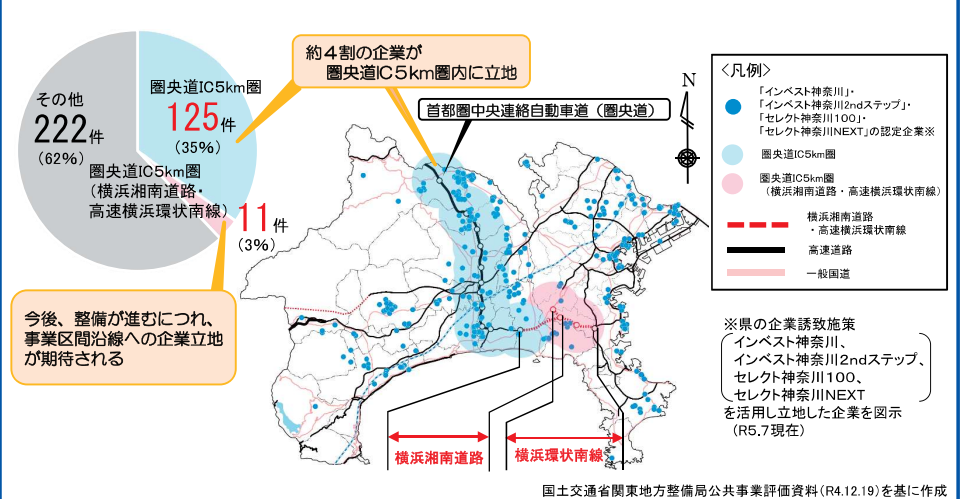 約4割の企業が
圏央道IC5km圏内に立地
圏央道IC5km圏
125件
(35%)
その他
222件
(62%)
圏央道IC5km圏
(横浜湘南道路・
高速横浜環状南線)
11件
(3%)
今後、整備が進むにつれ、
事業区間沿線への企業立地
が期待される
首都圏中央連絡自動車道(圏央道)
N
横浜湘南道路
横浜環状南線
<凡例>
「インベスト神奈川」・
「インベスト神奈川2ndステップ」・
「セレクト神奈川100」・
「セレクト神奈川NEXT」の認定企業※
圏央道IC5km圏
圏央道IC5km圏
(横浜湘南道路・高速横浜環状南線)
横浜湘南道路
・高速横浜環状南線
高速道路
一般国道
※県の企業誘致施策
インベスト神奈川、
インベスト神奈川2ndステップ、
セレクト神奈川100、
セレクト神奈川NEXT
を活用し立地した企業を図示
(R5.7現在)
国土交通省関東地方整備局公共事業評価資料(R4.12.19)を基に作成